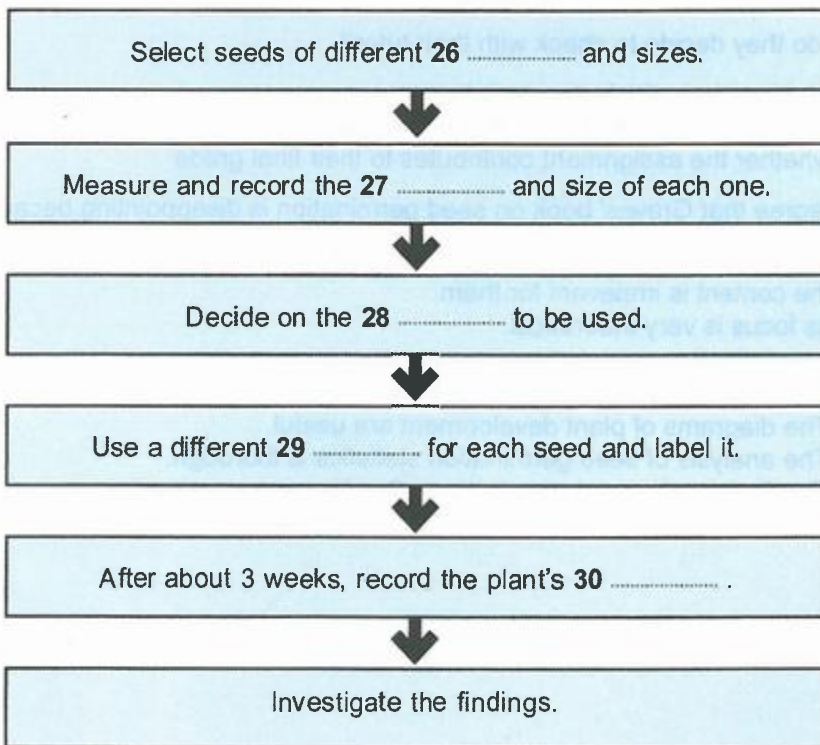 Select seeds of different 26 .................... and sizes.
Measure and record the 27 .................... and size of each one.
Decide on the 28 .................... to be used.
Use a different 29 .................... for each seed and label it.
After about 3 weeks, record the plant's 30 .................... .
Investigate the findings.